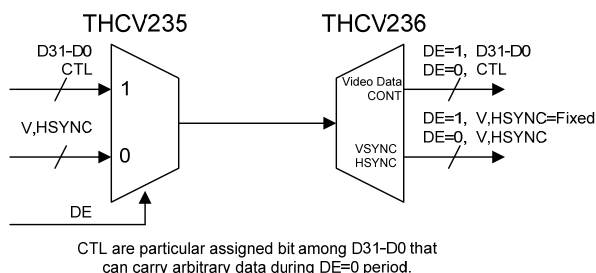 THCV235
THCV236
D31-D0
CTL
1
V,HSYNC
0
DE
Video Data
CONT
VSYNC
HSYNC
DE=1, D31-D0
DE=0, CTL
DE=1, V,HSYNC=Fixed
DE=0, V,HSYNC
CTL are particular assigned bit among D31-D0 that
can carry arbitrary data during DE=0 period.